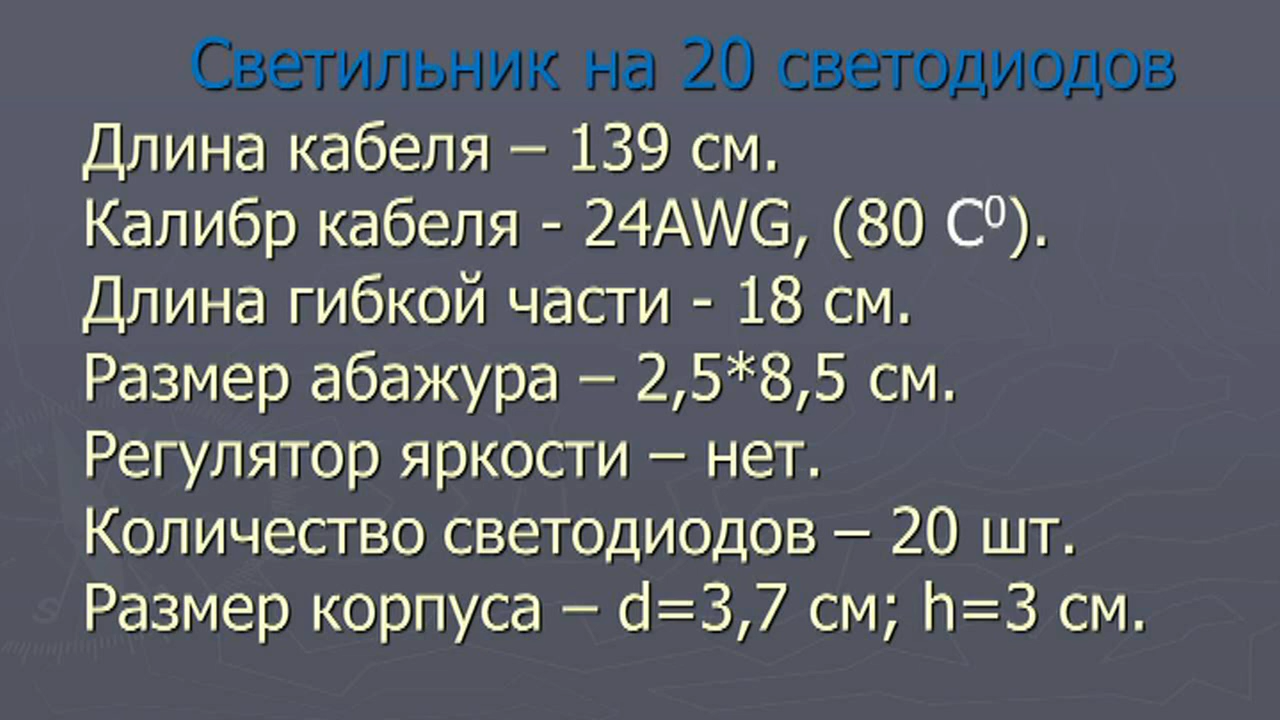 Светильник на 20 светодиодов
Длина кабеля – 139 см.
Калибр кабеля - 24AWG, (80 С⁰).
Длина гибкой части - 18 см.
Размер абажура – 2,5*8,5 см.
Регулятор яркости – нет.
Количество светодиодов – 20 шт.
Размер корпуса – d=3,7 см; h=3 см.
S